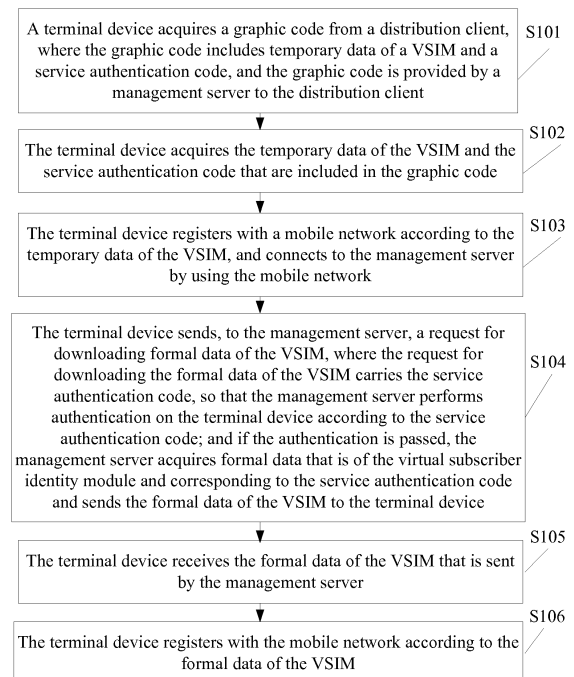 A terminal device acquires a graphic code from a distribution client,
where the graphic code includes temporary data of a VSIM and a
service authentication code, and the graphic code is provided by a
management server to the distribution client
S101
The terminal device acquires the temporary data of the VSIM and the
service authentication code that are included in the graphic code
S102
The terminal device registers with a mobile network according to the
temporary data of the VSIM, and connects to the management server
by using the mobile network
S103
The terminal device sends, to the management server, a request for
downloading formal data of the VSIM, where the request for
downloading the formal data of the VSIM carries the service
authentication code, so that the management server performs
authentication on the terminal device according to the service
authentication code; and if the authentication is passed, the
management server acquires formal data that is of the virtual subscriber
identity module and corresponding to the service authentication code
and sends the formal data of the VSIM to the terminal device
S104
The terminal device receives the formal data of the VSIM that is sent
by the management server
S105
The terminal device registers with the mobile network according to the
formal data of the VSIM
S106